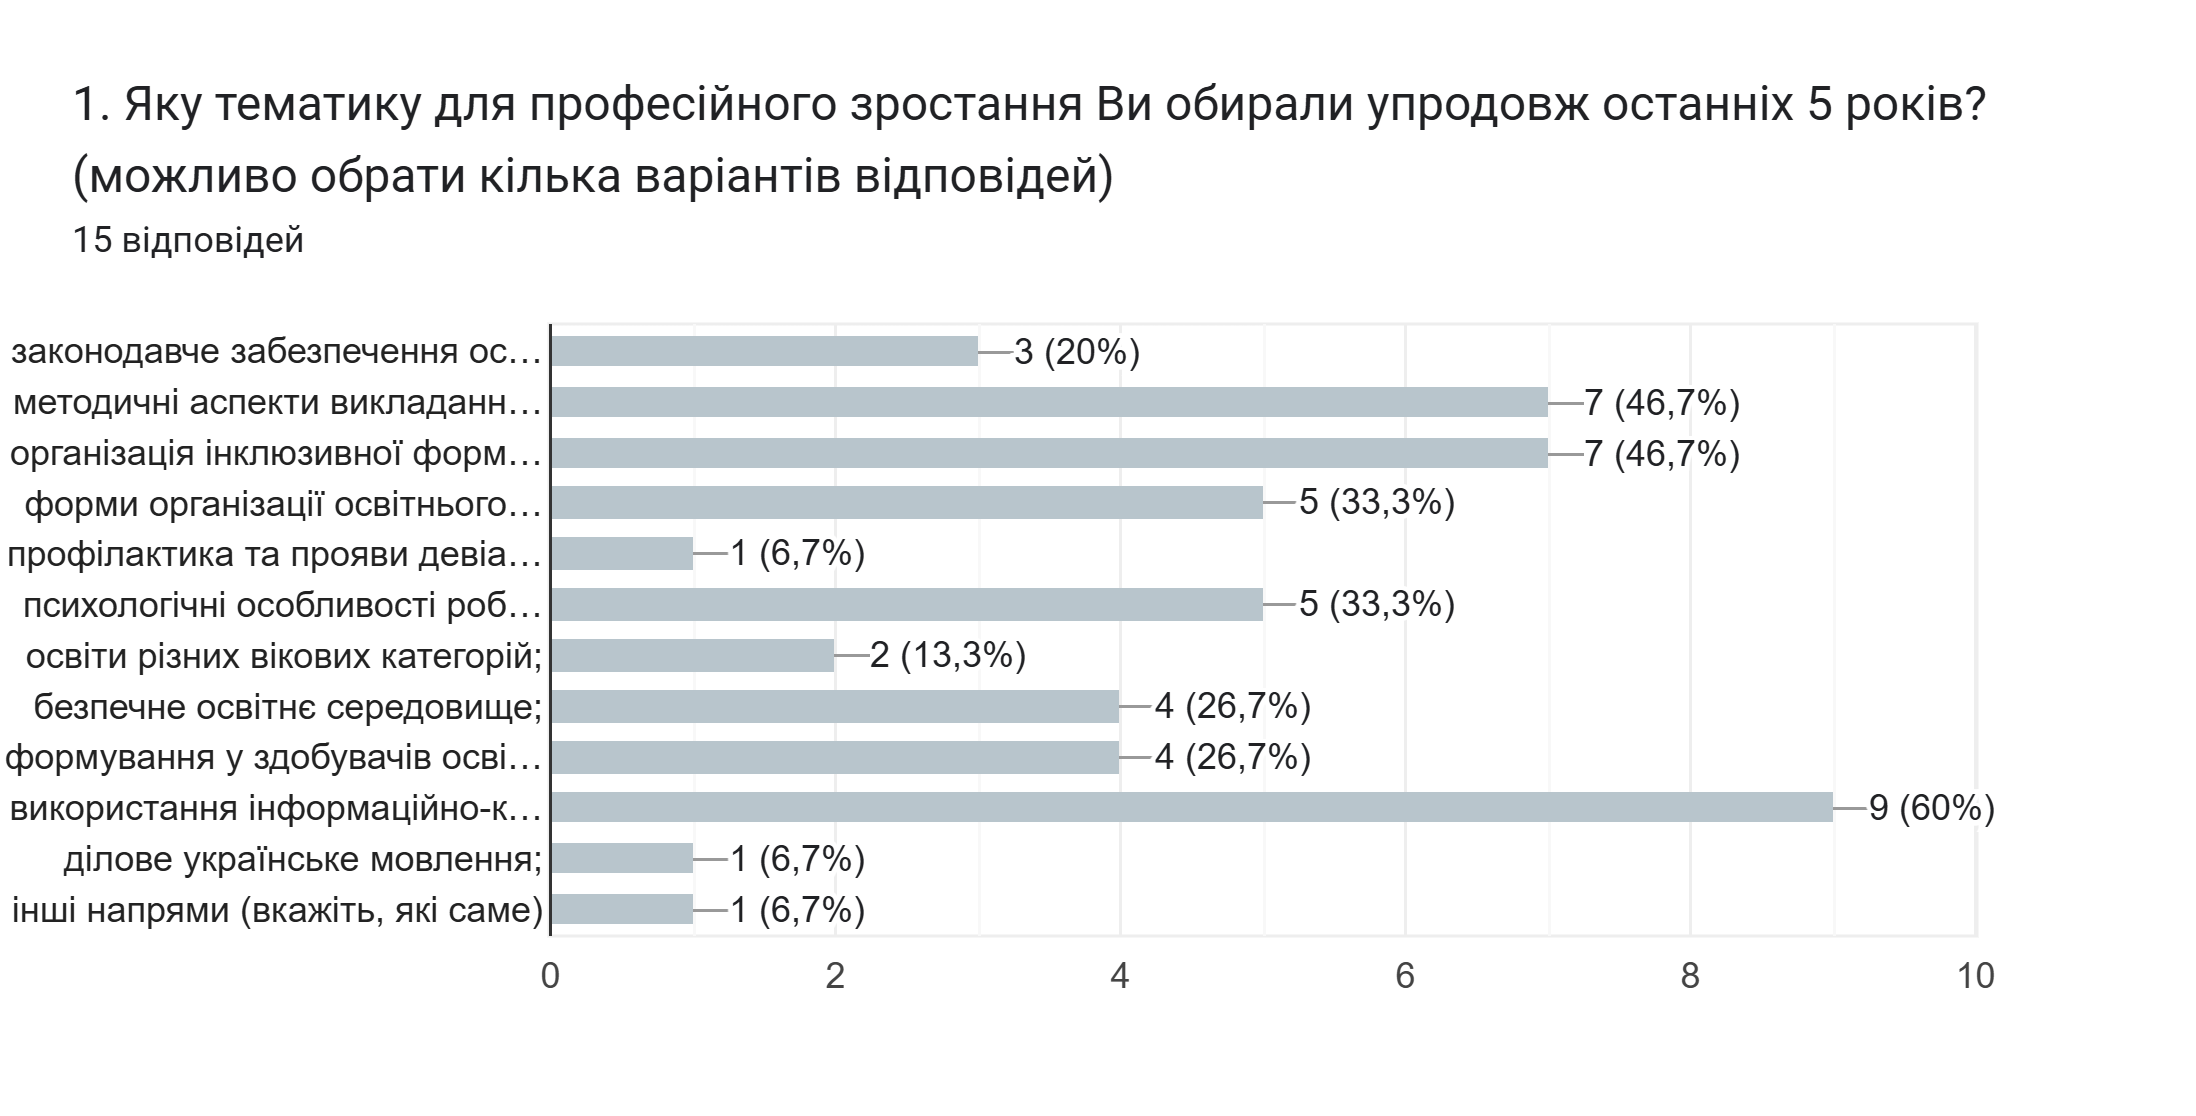 1. Яку тематику для професійного зростання Ви обирали упродовж останніх 5 років?
(можливо обрати кілька варіантів відповідей)
15 відповідей
законодавче забезпечення ос… 3 (20%)
методичні аспекти викладанн… 7 (46,7%)
організація інклюзивної форм… 7 (46,7%)
форми організації освітнього… 5 (33,3%)
профілактика та прояви девіа… 1 (6,7%)
психологічні особливості роб… 5 (33,3%)
освіти різних вікових категорій; 2 (13,3%)
безпечне освітнє середовище; 4 (26,7%)
формування у здобувачів осві… 4 (26,7%)
використання інформаційно-к… 9 (60%)
ділове українське мовлення; 1 (6,7%)
інші напрями (вкажіть, які саме) 1 (6,7%)
0 2 4 6 8 10